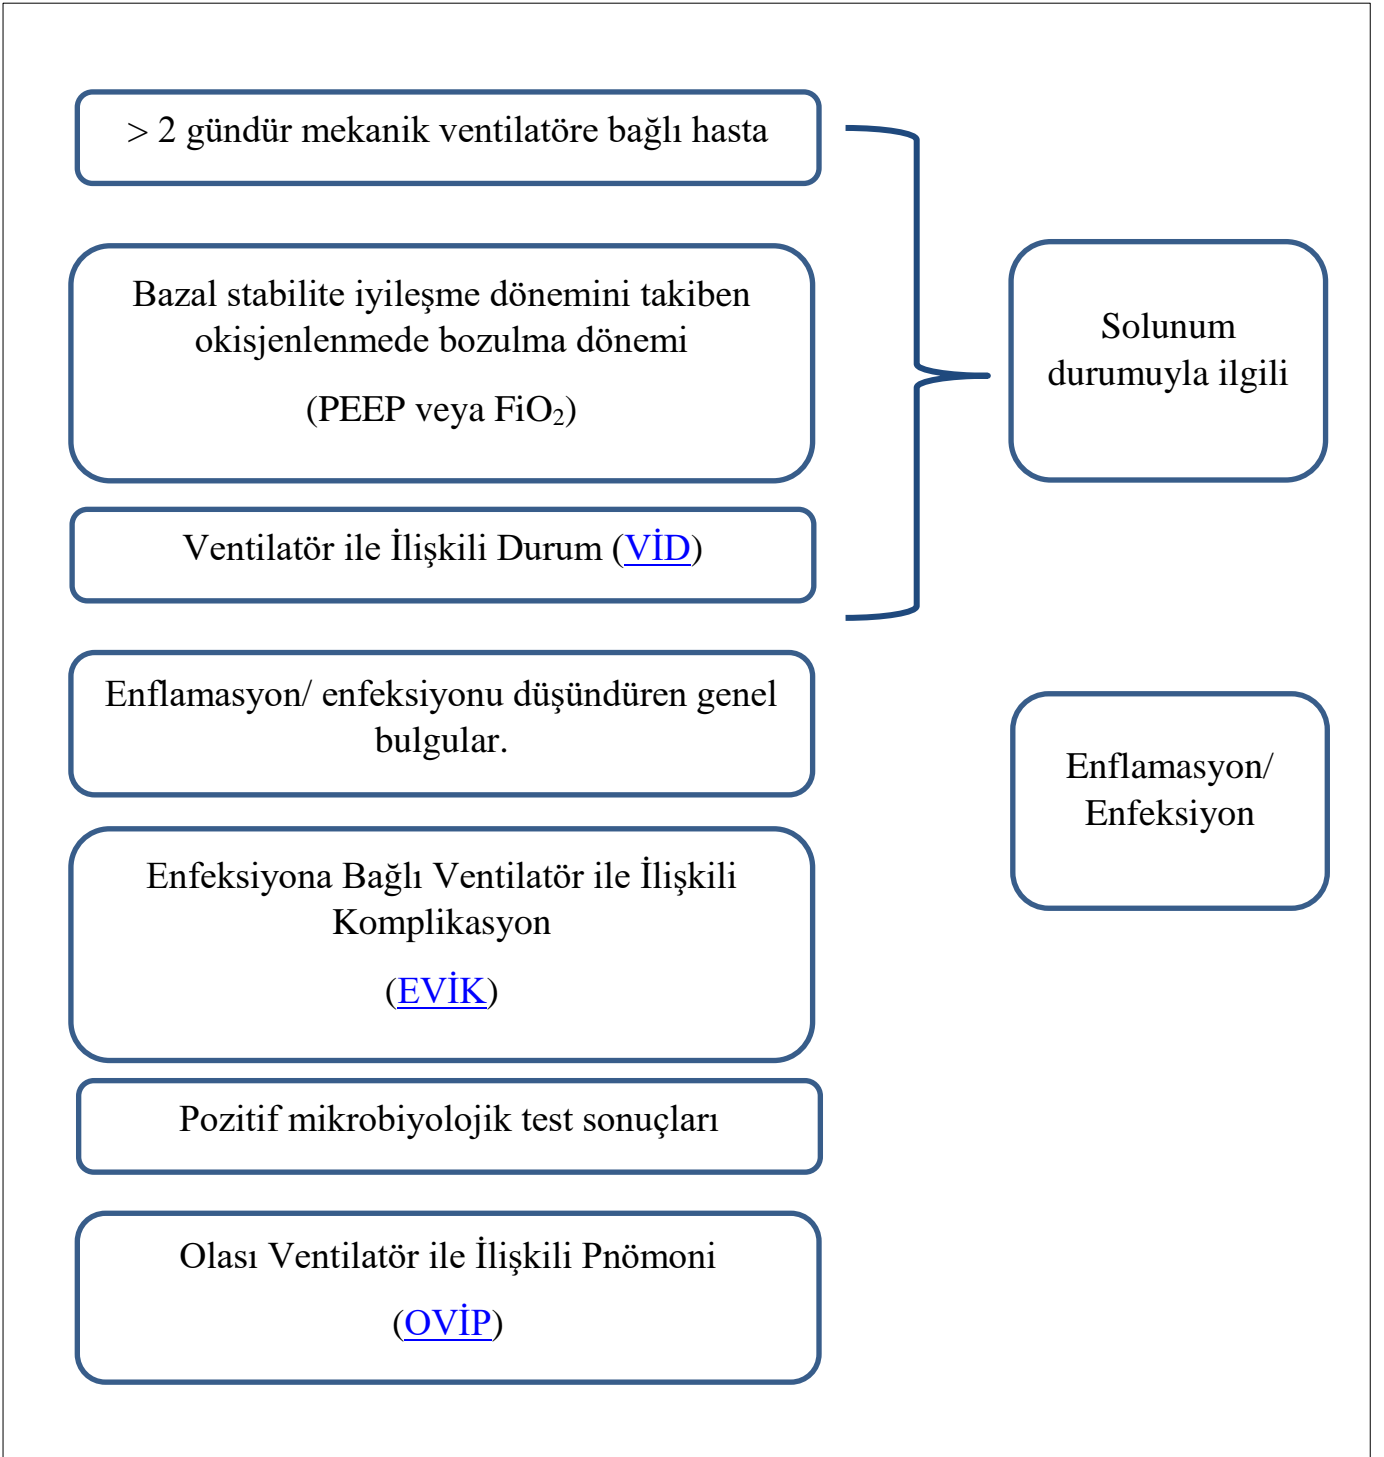 > 2 gündür mekanik ventilatöre bağlı hasta
Bazal stabilite iyileşme dönemini takiben
okisjenlenmede bozulma dönemi
(PEEP veya FiO₂)
Ventilatör ile İlişkili Durum (VİD)
Solunum
durumuyla ilgili
Enflamasyon/ enfeksiyonu düşündüren genel
bulgular.
Enfeksiyona Bağlı Ventilatör ile İlişkili
Komplikasyon
(EVİK)
Enflamasyon/
Enfeksiyon
Pozitif mikrobiyolojik test sonuçları
Olası Ventilatör ile İlişkili Pnömoni
(OVİP)